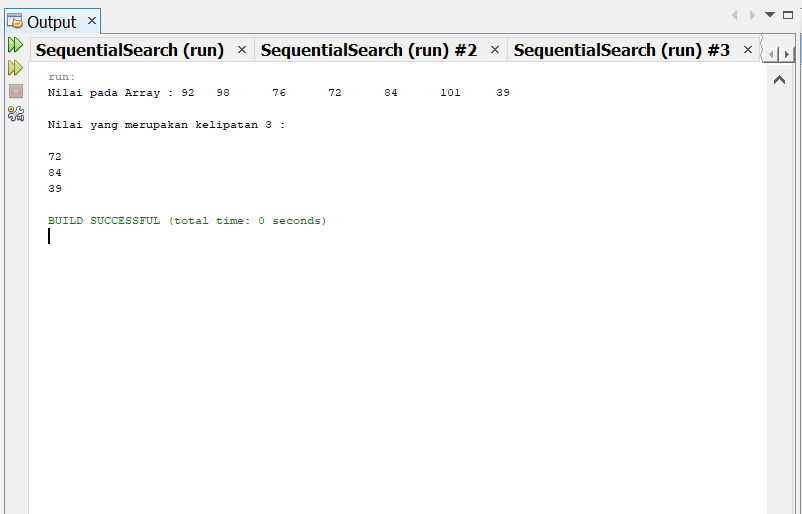 Output
SequentialSearch (run) SequentialSearch (run) #2 SequentialSearch (run) #3
run:
Nilai pada Array : 92 98 76 72 84 101 39
Nilai yang merupakan kelipatan 3 :
72
84
39
BUILD SUCCESSFUL (total time: 0 seconds)